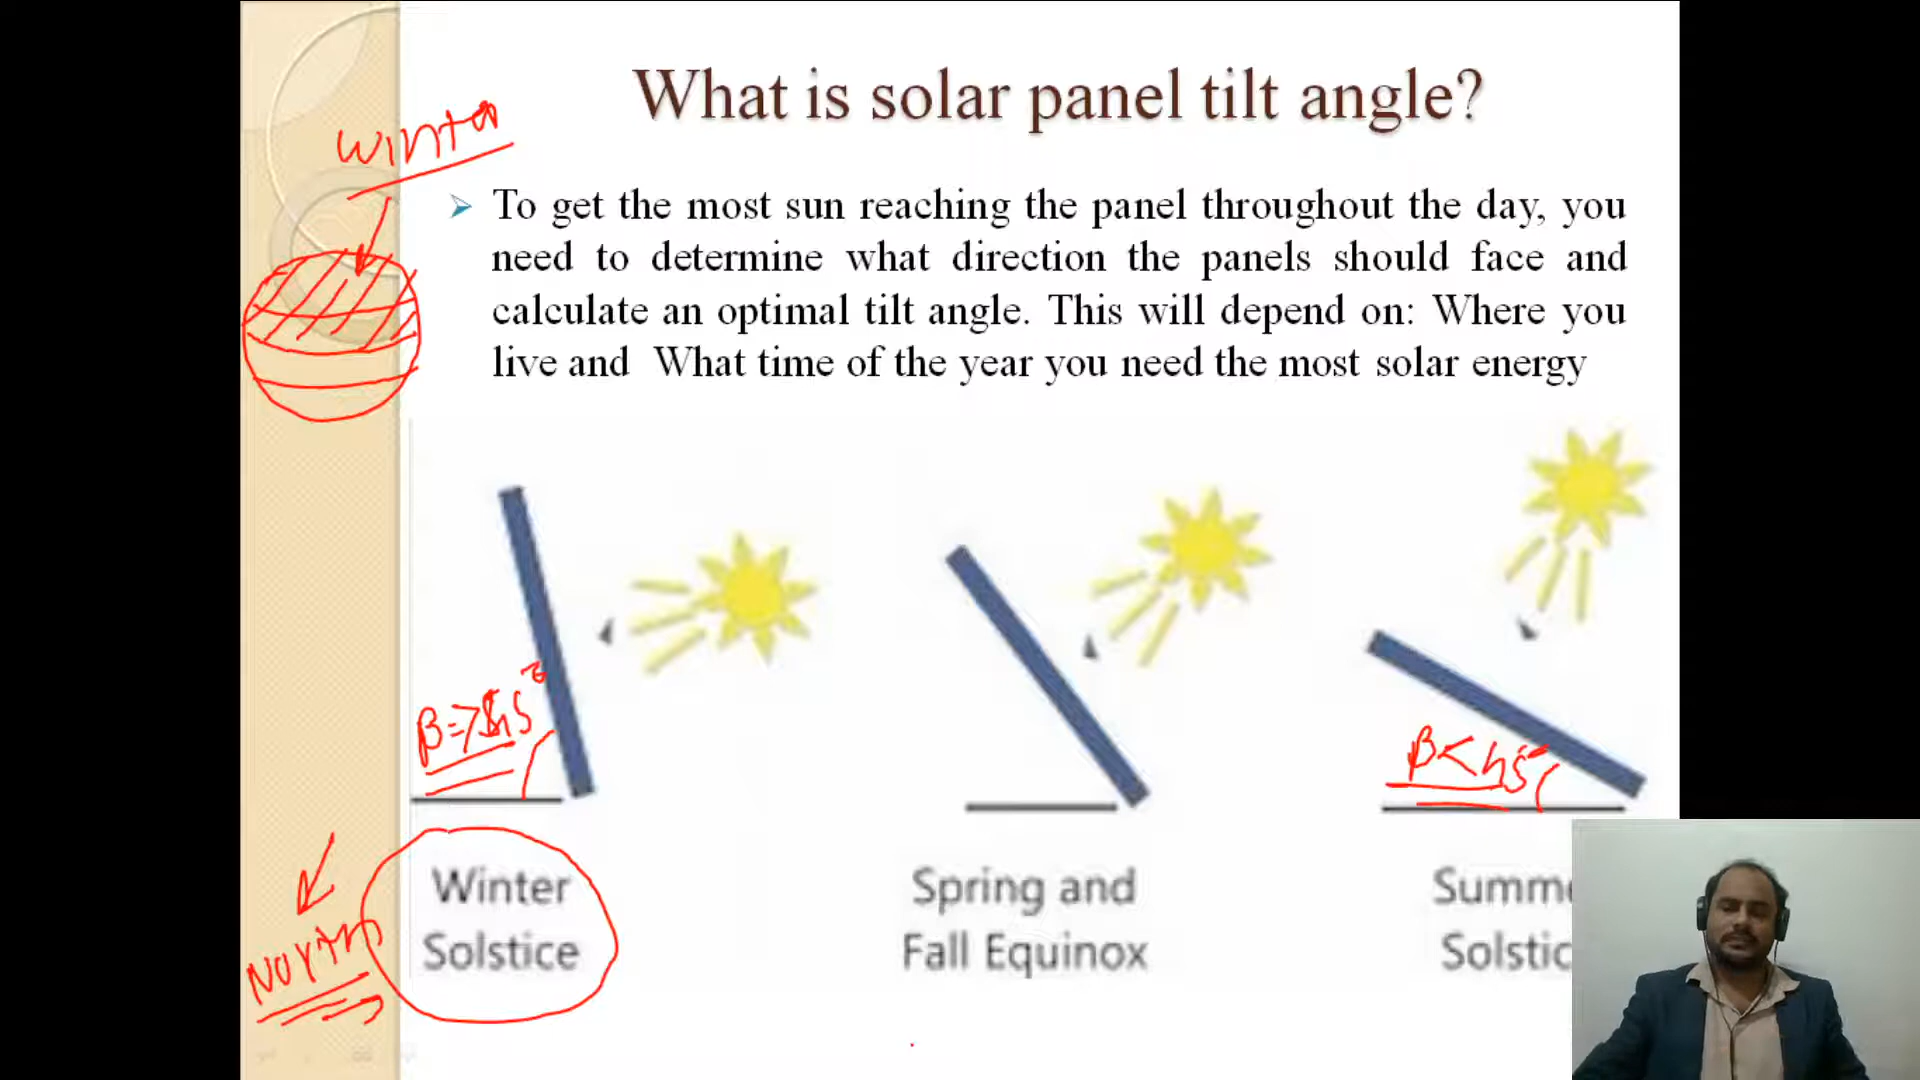 What is solar panel tilt angle?
winter
To get the most sun reaching the panel throughout the day, you
need to determine what direction the panels should face and
calculate an optimal tilt angle. This will depend on: Where you
live and What time of the year you need the most solar energy
β<45°
Winter
Solstice
Spring and
Fall Equinox
Summe
Solstic
North